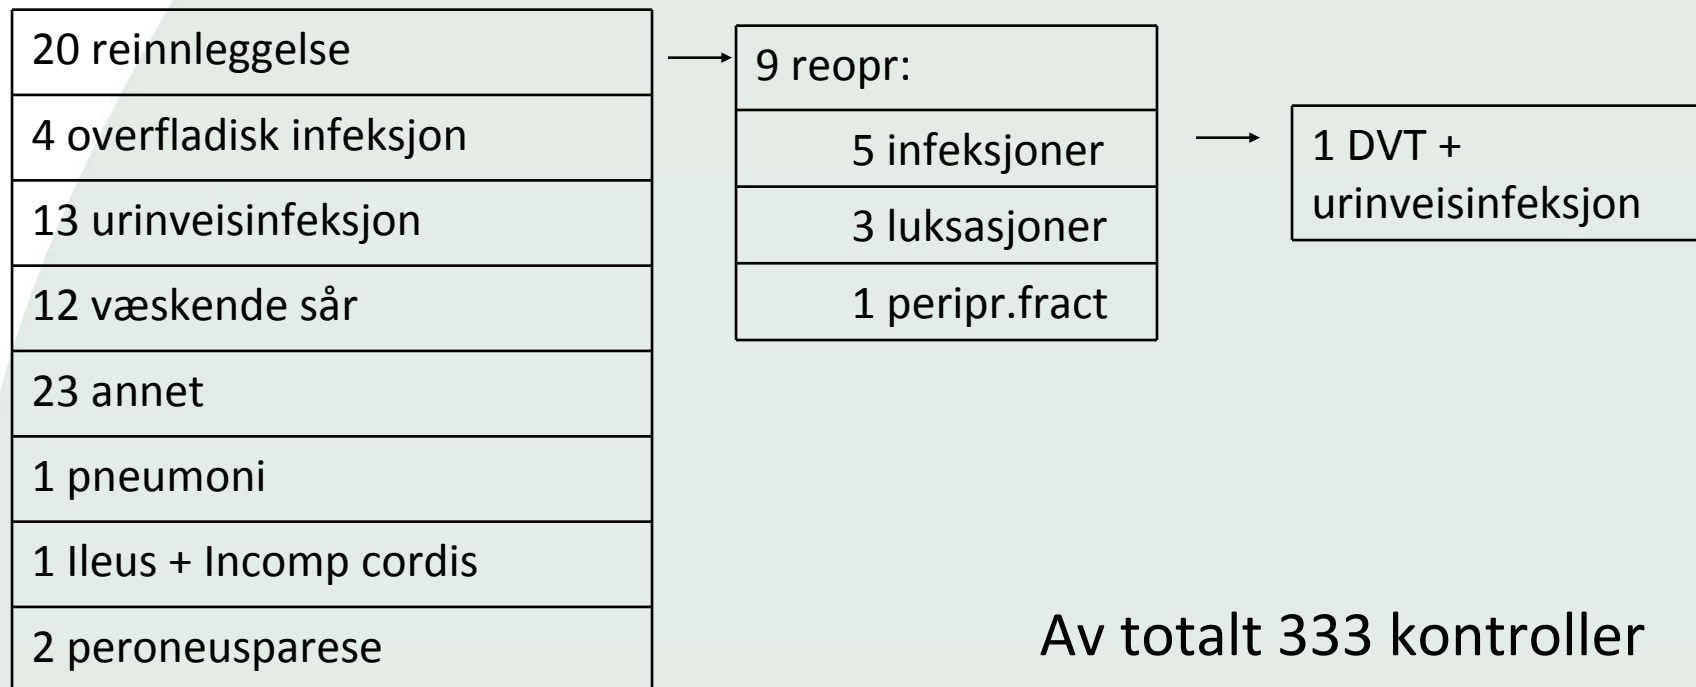 20 reinnleggelse
4 overfladisk infeksjon
13 urinveisinfeksjon
12 væskende sår
23 annet
1 pneumoni
1 Ileus + Incomp cordis
2 peroneusparese
9 reopr:
5 infeksjoner
3 luksasjoner
1 peripr.fract
1 DVT +
urinveisinfeksjon
Av totalt 333 kontroller